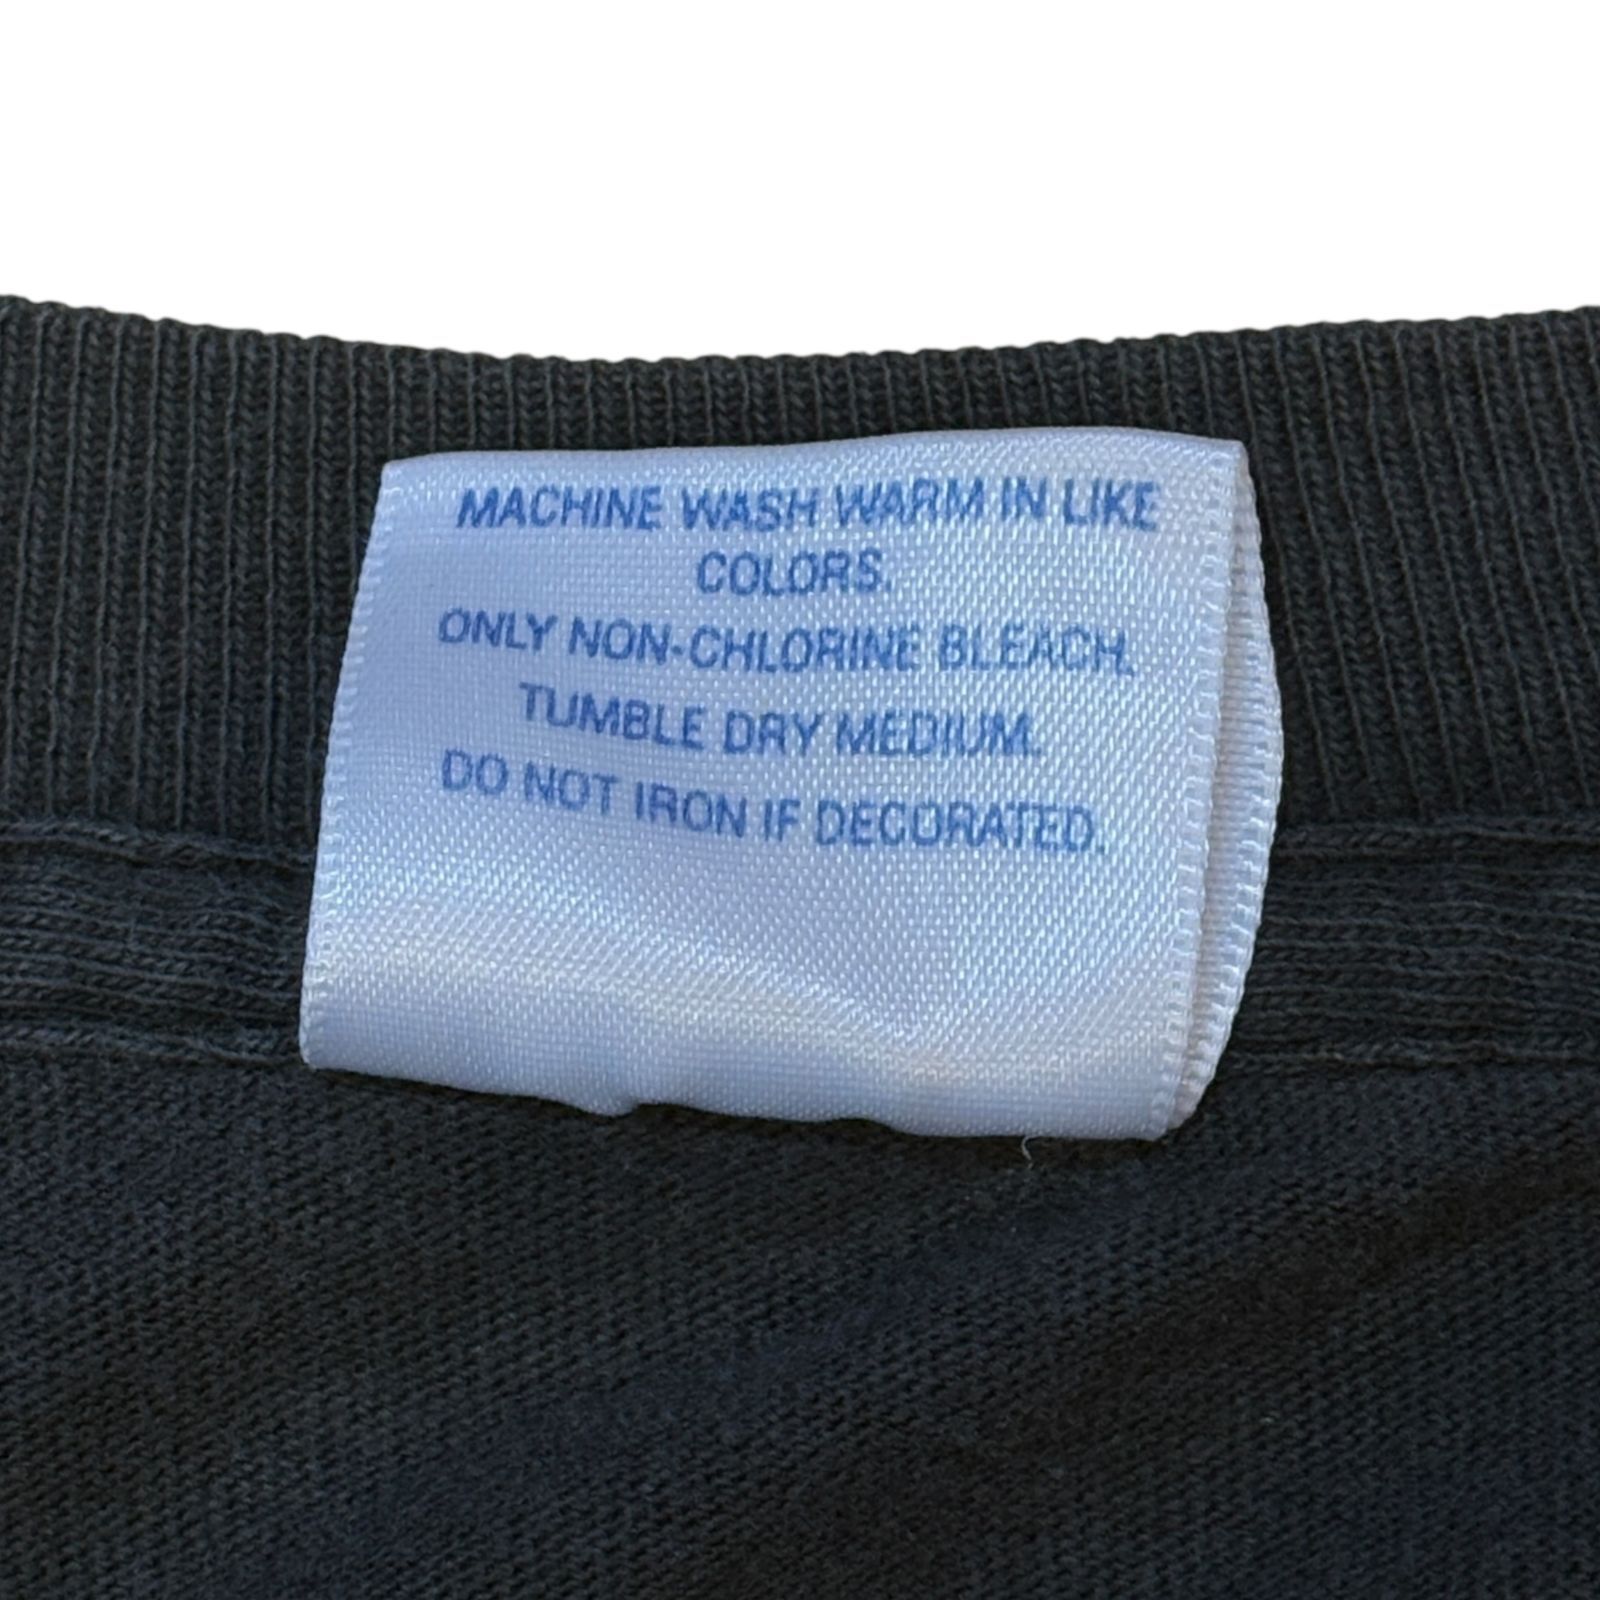 MACHINE WASH WARM IN LIKE
COLORS.
ONLY NON-CHLORINE BLEACH.
TUMBLE DRY MEDIUM.
DO NOT IRON IF DECORATED.